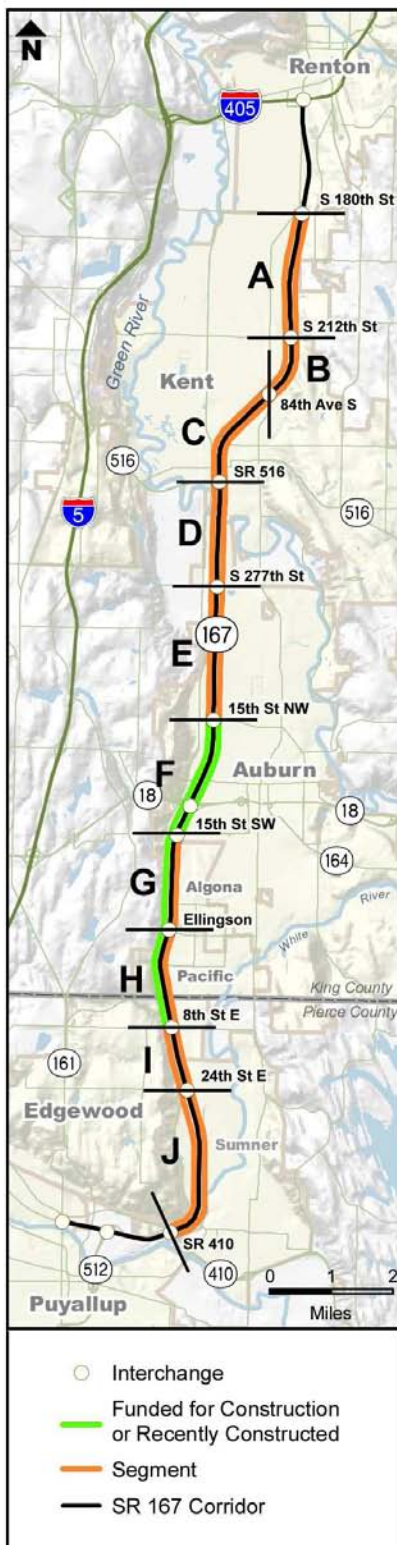 N
Renton
405
S 180th St
A
S 212th St
B
Green River
Kent
84th Ave S
C
516
SR 516
516
5
D
S 277th St
167
E
15th St NW
F
Auburn
18
18
15th St SW
164
G
Algona
River
Ellingson
White
H
Pacific
King County
Pierce County
8th St E
I
161
24th St E
Edgewood
J
Sumner
SR 410
512
410
0 1 2
Miles
Puyallup
Interchange
Funded for Construction
or Recently Constructed
Segment
SR 167 Corridor